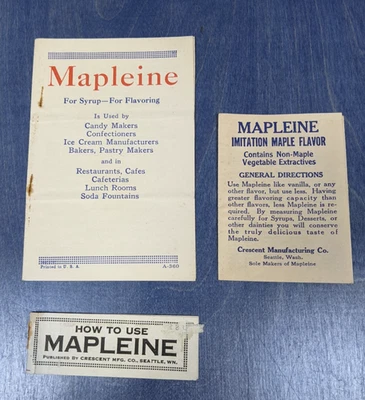 Mapleine
For Syrup—For Flavoring
Is Used by
Candy Makers
Confectioners
Ice Cream Manufacturers
Bakers, Pastry Makers
and in
Restaurants, Cafes
Cafeterias
Lunch Rooms
Soda Fountains
Printed in U. S. A
A-360
MAPLEINE
IMITATION MAPLE FLAVOR
Contains Non-Maple
Vegetable Extractives
GENERAL DIRECTIONS
Use Mapleine like vanilla, or any
other flavor, but use less. Having
greater flavoring capacity than
other flavors, less Mapleine is re-
quired. By measuring Mapleine
carefully for Syrups, Desserts, or
other dainties you will conserve
the truly delicious taste of
Mapleine.
Crescent Manufacturing Co.
Seattle, Wash.
Sole Makers of Mapleine
HOW TO USE
MAPLEINE
PUBLISHED BY CRESCENT MFG. CO., SEATTLE, WN.